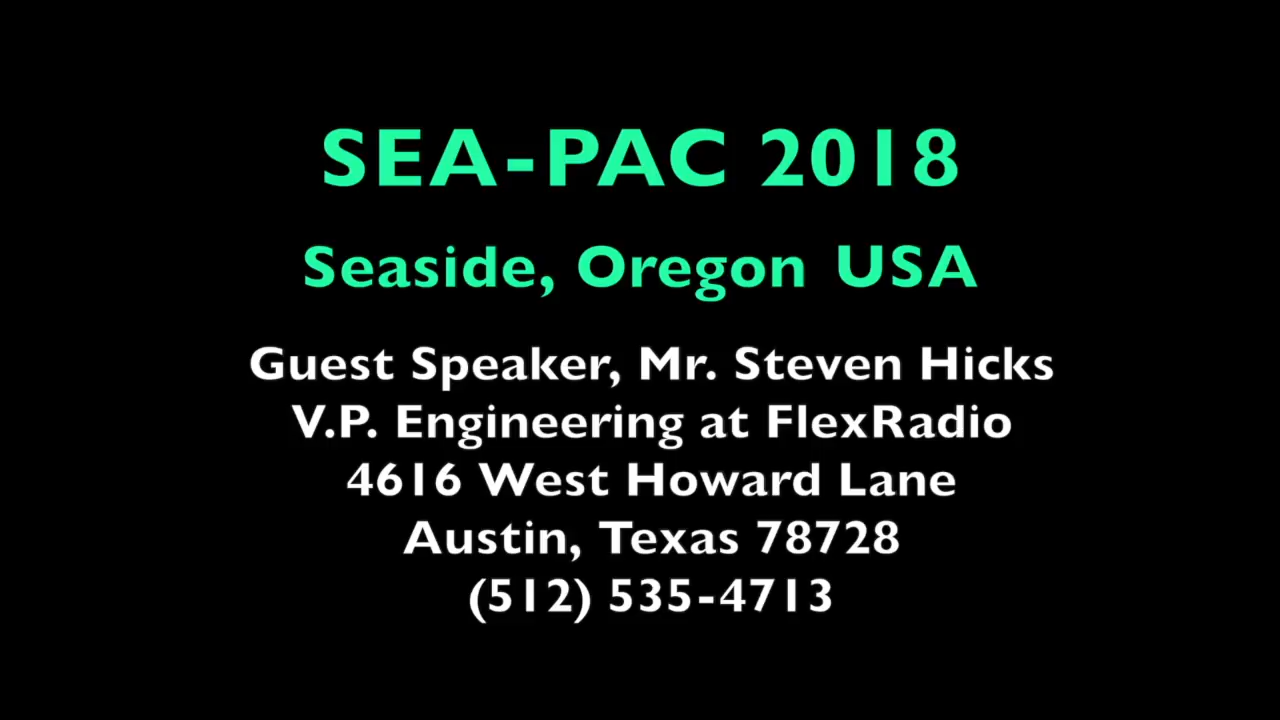 SEA-PAC 2018
Seaside, Oregon USA
Guest Speaker, Mr. Steven Hicks
V.P. Engineering at FlexRadio
4616 West Howard Lane
Austin, Texas 78728
(512) 535-4713